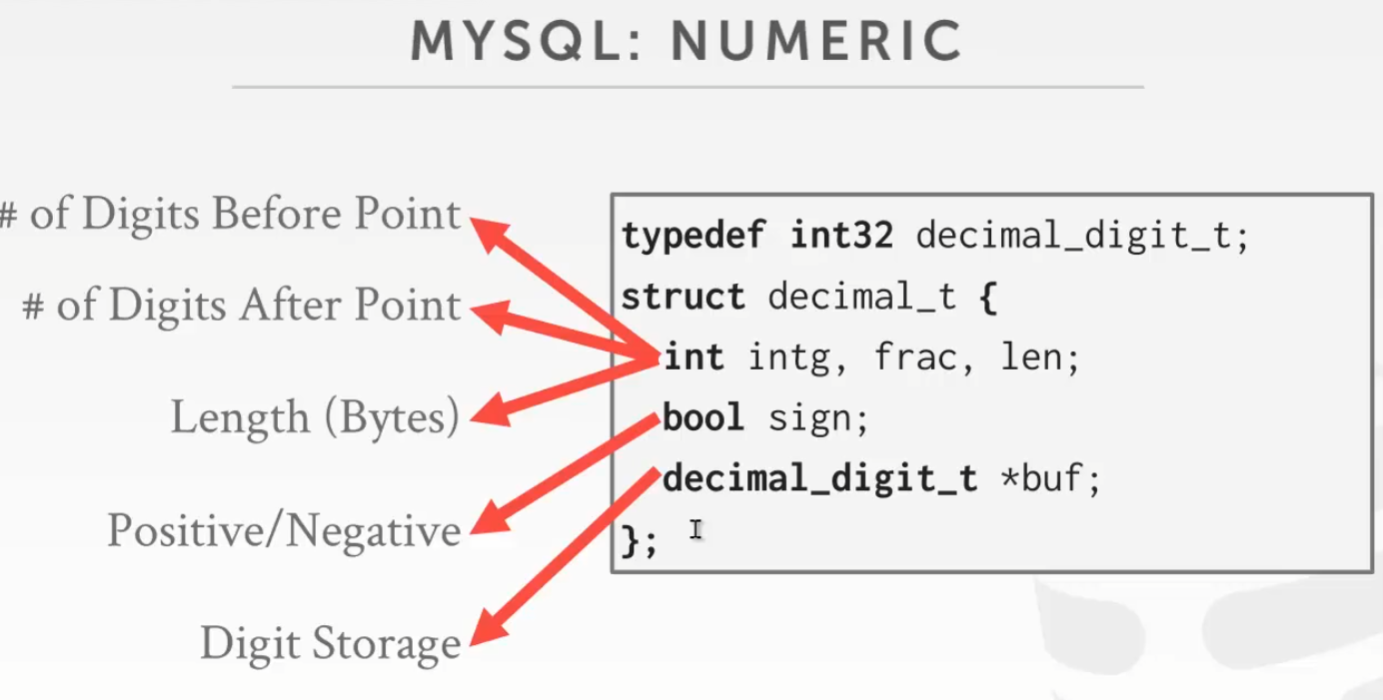 MYSQL: NUMERIC
# of Digits Before Point
# of Digits After Point
Length (Bytes)
Positive/Negative
Digit Storage
typedef int32 decimal_digit_t;
struct decimal_t {
int intg, frac, len;
bool sign;
decimal_digit_t *buf;
};